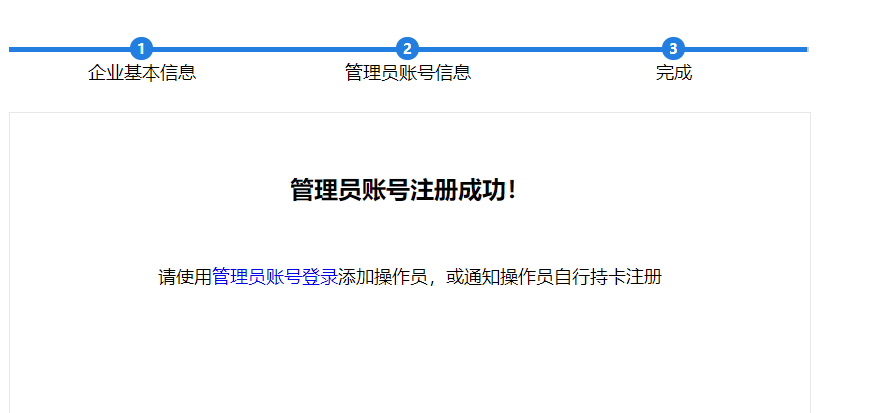 1 2 3
企业基本信息 管理员账号信息 完成
管理员账号注册成功！
请使用管理员账号登录添加操作员，或通知操作员自行持卡注册